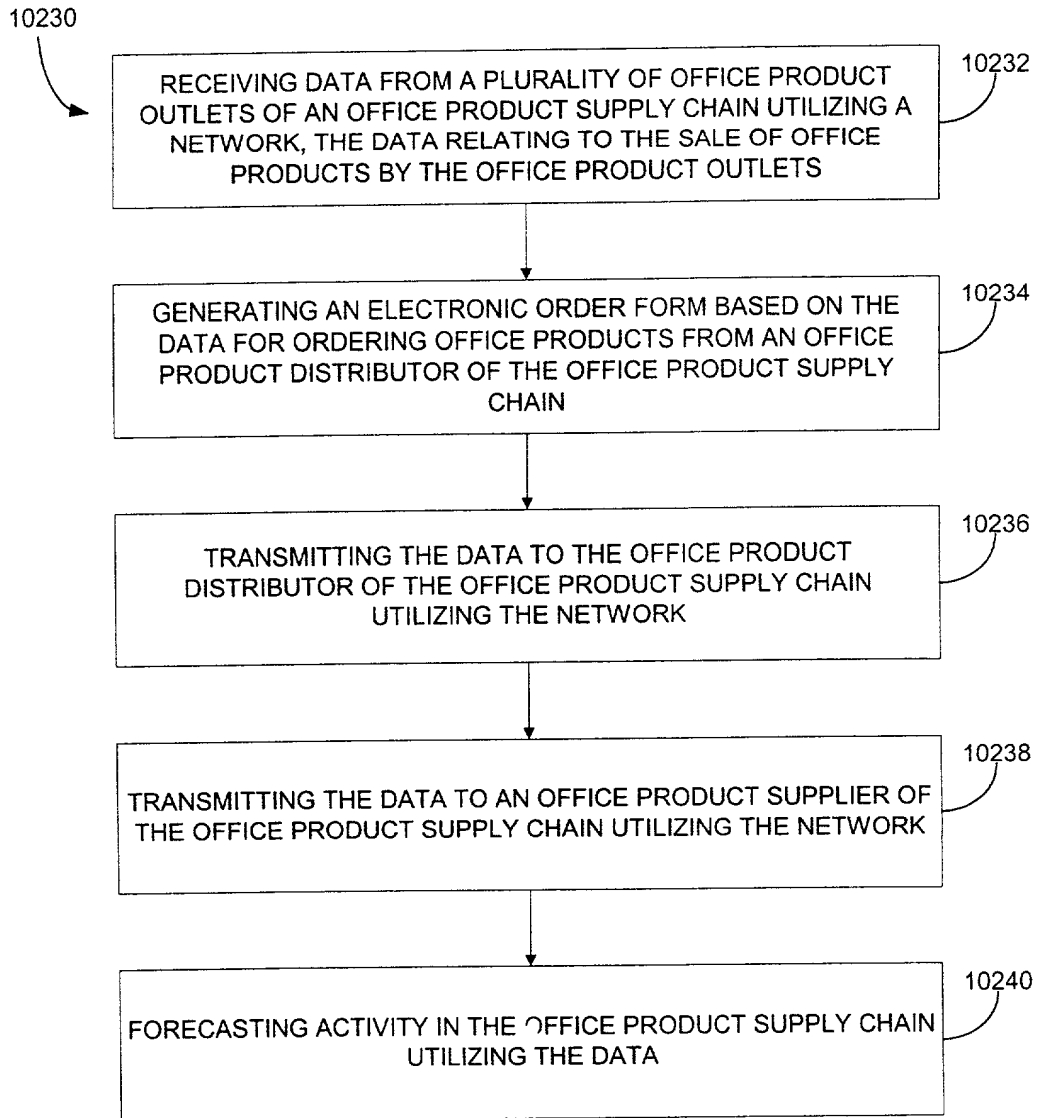 10230
RECEIVING DATA FROM A PLURALITY OF OFFICE PRODUCT
OUTLETS OF AN OFFICE PRODUCT SUPPLY CHAIN UTILIZING A
NETWORK, THE DATA RELATING TO THE SALE OF OFFICE
PRODUCTS BY THE OFFICE PRODUCT OUTLETS
10232
GENERATING AN ELECTRONIC ORDER FORM BASED ON THE
DATA FOR ORDERING OFFICE PRODUCTS FROM AN OFFICE
PRODUCT DISTRIBUTOR OF THE OFFICE PRODUCT SUPPLY
CHAIN
10234
TRANSMITTING THE DATA TO THE OFFICE PRODUCT
DISTRIBUTOR OF THE OFFICE PRODUCT SUPPLY CHAIN
UTILIZING THE NETWORK
10236
TRANSMITTING THE DATA TO AN OFFICE PRODUCT SUPPLIER OF
THE OFFICE PRODUCT SUPPLY CHAIN UTILIZING THE NETWORK
10238
FORECASTING ACTIVITY IN THE OFFICE PRODUCT SUPPLY CHAIN
UTILIZING THE DATA
10240